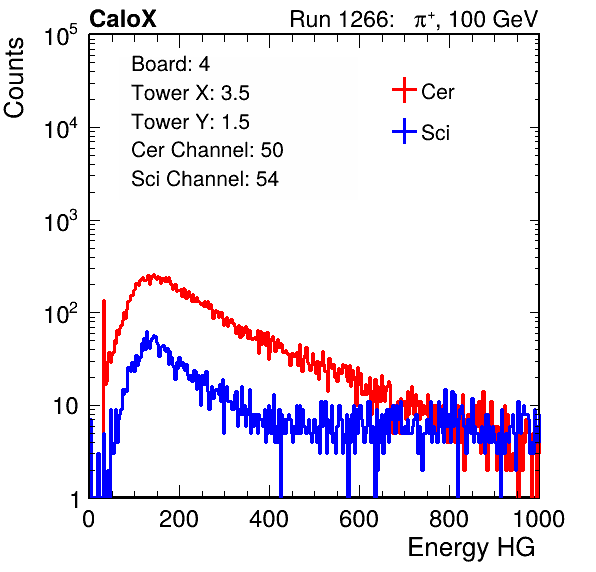 CaloX Run 1266: π⁺, 100 GeV
Counts
10⁵
10⁴
10³
10²
10
1
Board: 4
Tower X: 3.5
Tower Y: 1.5
Cer Channel: 50
Sci Channel: 54
Cer
Sci
0 200 400 600 800 1000
Energy HG